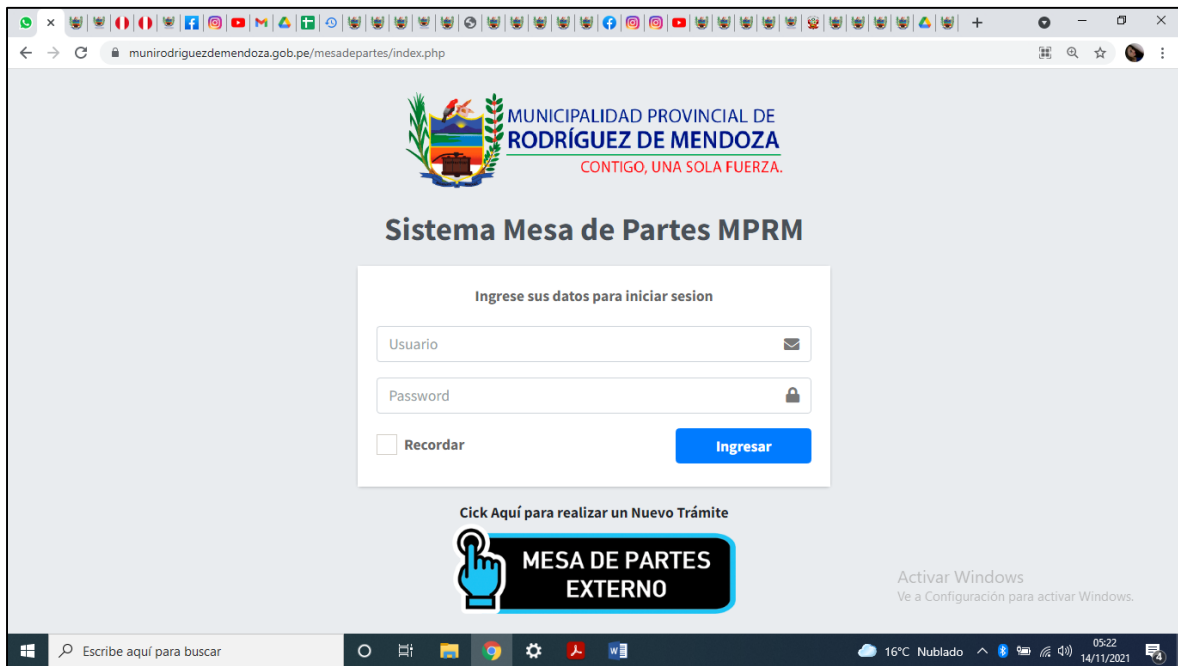 munirodriguezdemendoza.gob.pe/mesadepartes/index.php
MUNICIPALIDAD PROVINCIAL DE
RODRÍGUEZ DE MENDOZA
CONTIGO, UNA SOLA FUERZA.
Sistema Mesa de Partes MPRM
Ingrese sus datos para iniciar sesion
Usuario
Password
Recordar
Ingresar
Cick Aquí para realizar un Nuevo Trámite
MESA DE PARTES
EXTERNO
Activar Windows
Ve a Configuración para activar Windows.
Escribe aquí para buscar
16°C Nublado
05:22
14/11/2021
4